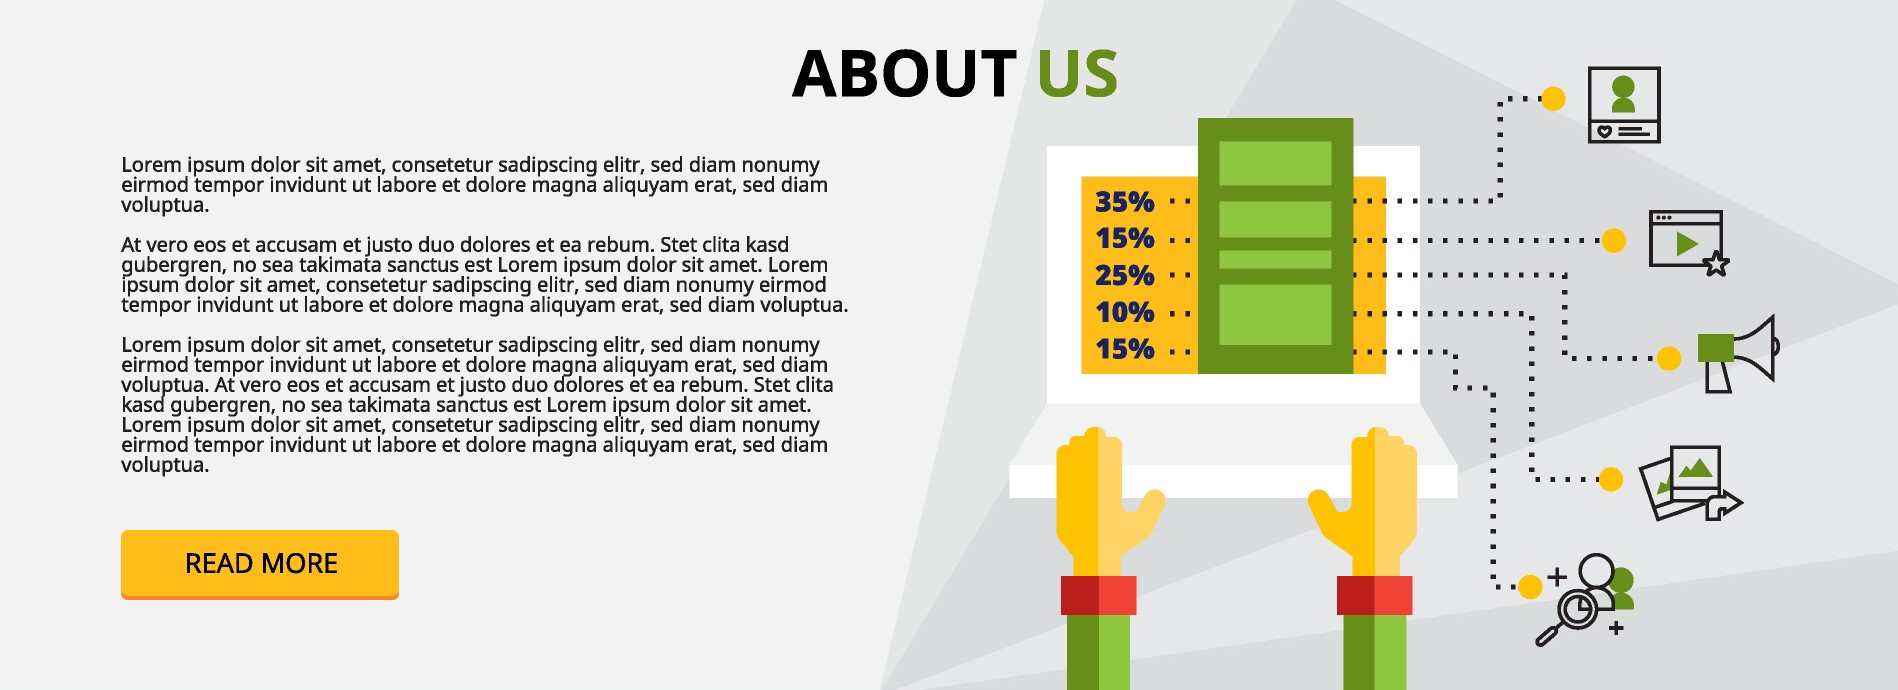 ABOUT US
Lorem ipsum dolor sit amet, consetetur sadipscing elitr, sed diam nonumy
eirmod tempor invidunt ut labore et dolore magna aliquyam erat, sed diam
voluptua.
At vero eos et accusam et justo duo dolores et ea rebum. Stet clita kasd
gubergren, no sea takimata sanctus est Lorem ipsum dolor sit amet. Lorem
ipsum dolor sit amet, consetetur sadipscing elitr, sed diam nonumy eirmod
tempor invidunt ut labore et dolore magna aliquyam erat, sed diam voluptua.
Lorem ipsum dolor sit amet, consetetur sadipscing elitr, sed diam nonumy
eirmod tempor invidunt ut labore et dolore magna aliquyam erat, sed diam
voluptua. At vero eos et accusam et justo duo dolores et ea rebum. Stet clita
kasd gubergren, no sea takimata sanctus est Lorem ipsum dolor sit amet.
Lorem ipsum dolor sit amet, consetetur sadipscing elitr, sed diam nonumy
eirmod tempor invidunt ut labore et dolore magna aliquyam erat, sed diam
voluptua.
READ MORE
35%
15%
25%
10%
15%